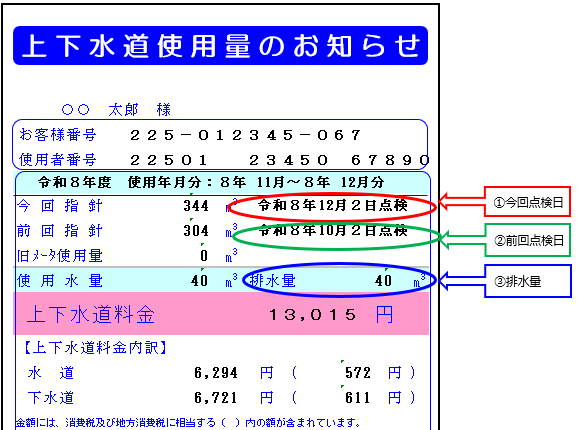 上下水道使用量のお知らせ
〇〇 太郎 様
お客様番号 225-012345-067
使用者番号 22501 23450 67890
令和８年度 使用年月分：８年 11月～８年 12月分
今回指針 344 ㎥ 令和８年12月２日点検 ①今回点検日
前回指針 304 ㎥ 令和８年10月２日点検 ②前回点検日
旧ﾒｰﾀ使用量 0 ㎥
使用水量 40 ㎥ 排水量 40 ㎥ ③排水量
上下水道料金 13,015 円
【上下水道料金内訳】
水 道 6,294 円 ( 572 円 )
下水道 6,721 円 ( 611 円 )
金額には、消費税及び地方消費税に相当する（ ）内の額が含まれています。